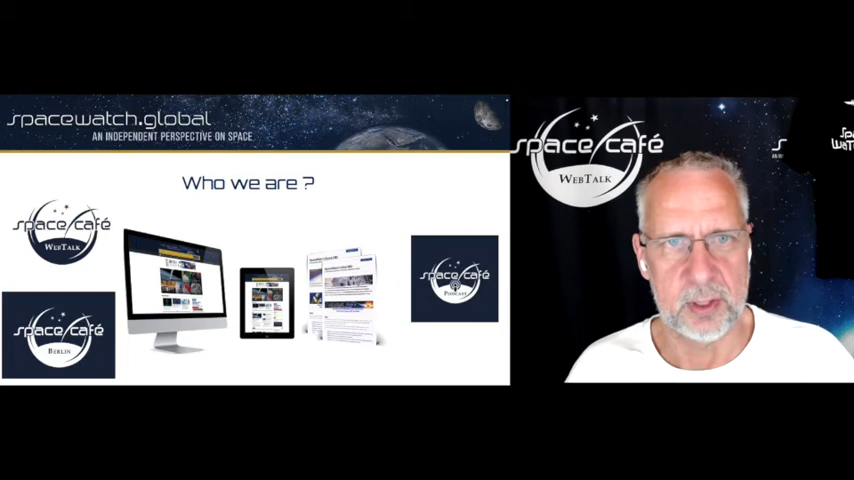 spacewatch.global
AN INDEPENDENT PERSPECTIVE ON SPACE
Who we are ?
space café
WEBTALK
space café
BERLIN
space café
PODCAST
space café
WEBTALK